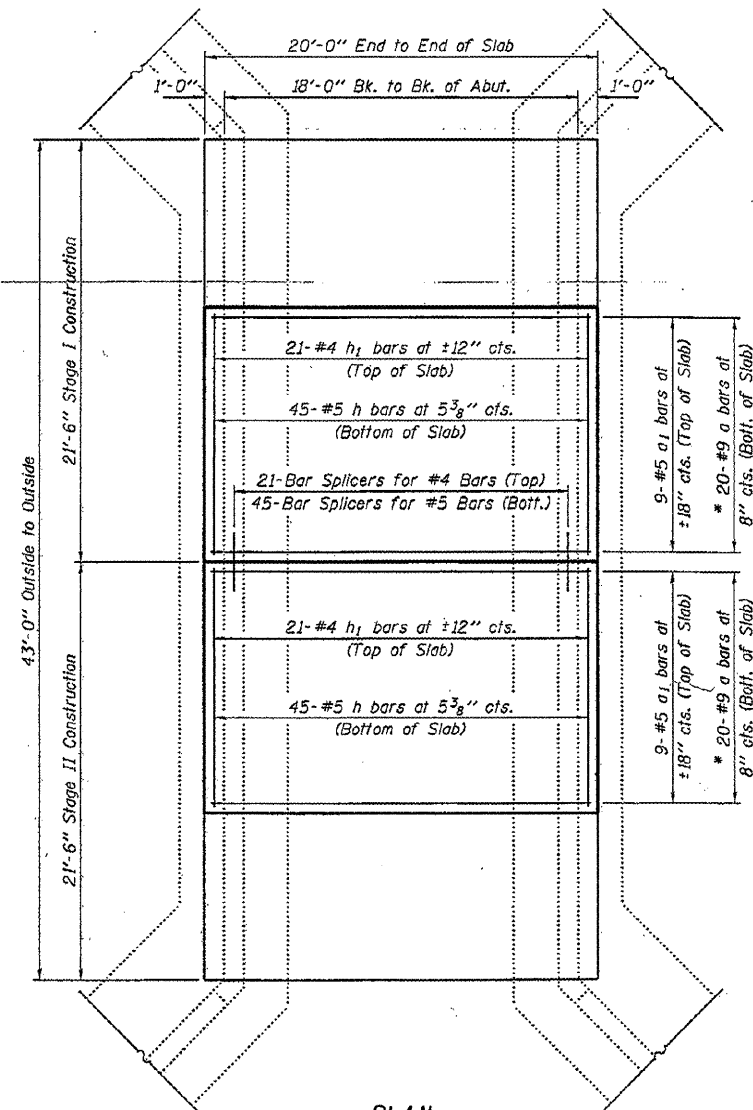 20'-0" End to End of Slab
1'-0"
18'-0" Bk. to Bk. of Abut.
1'-0"
43'-0" Outside to Outside
21'-6" Stage I Construction
21-#4 h₁ bars at ±12" cts.
(Top of Slab)
45-#5 h bars at 5⅜" cts.
(Bottom of Slab)
21-Bar Splicers for #4 Bars (Top)
45-Bar Splicers for #5 Bars (Bott.)
9-#5 a₁ bars at
±18" cts. (Top of Slab)
* 20-#9 a bars at
8" cts. (Bott. of Slab)
21'-6" Stage II Construction
21-#4 h₁ bars at ±12" cts.
(Top of Slab)
45-#5 h bars at 5⅜" cts.
(Bottom of Slab)
9-#5 a₁ bars at
±18" cts. (Top of Slab)
* 20-#9 a bars at
8" cts. (Bott. of Slab)
PLAN